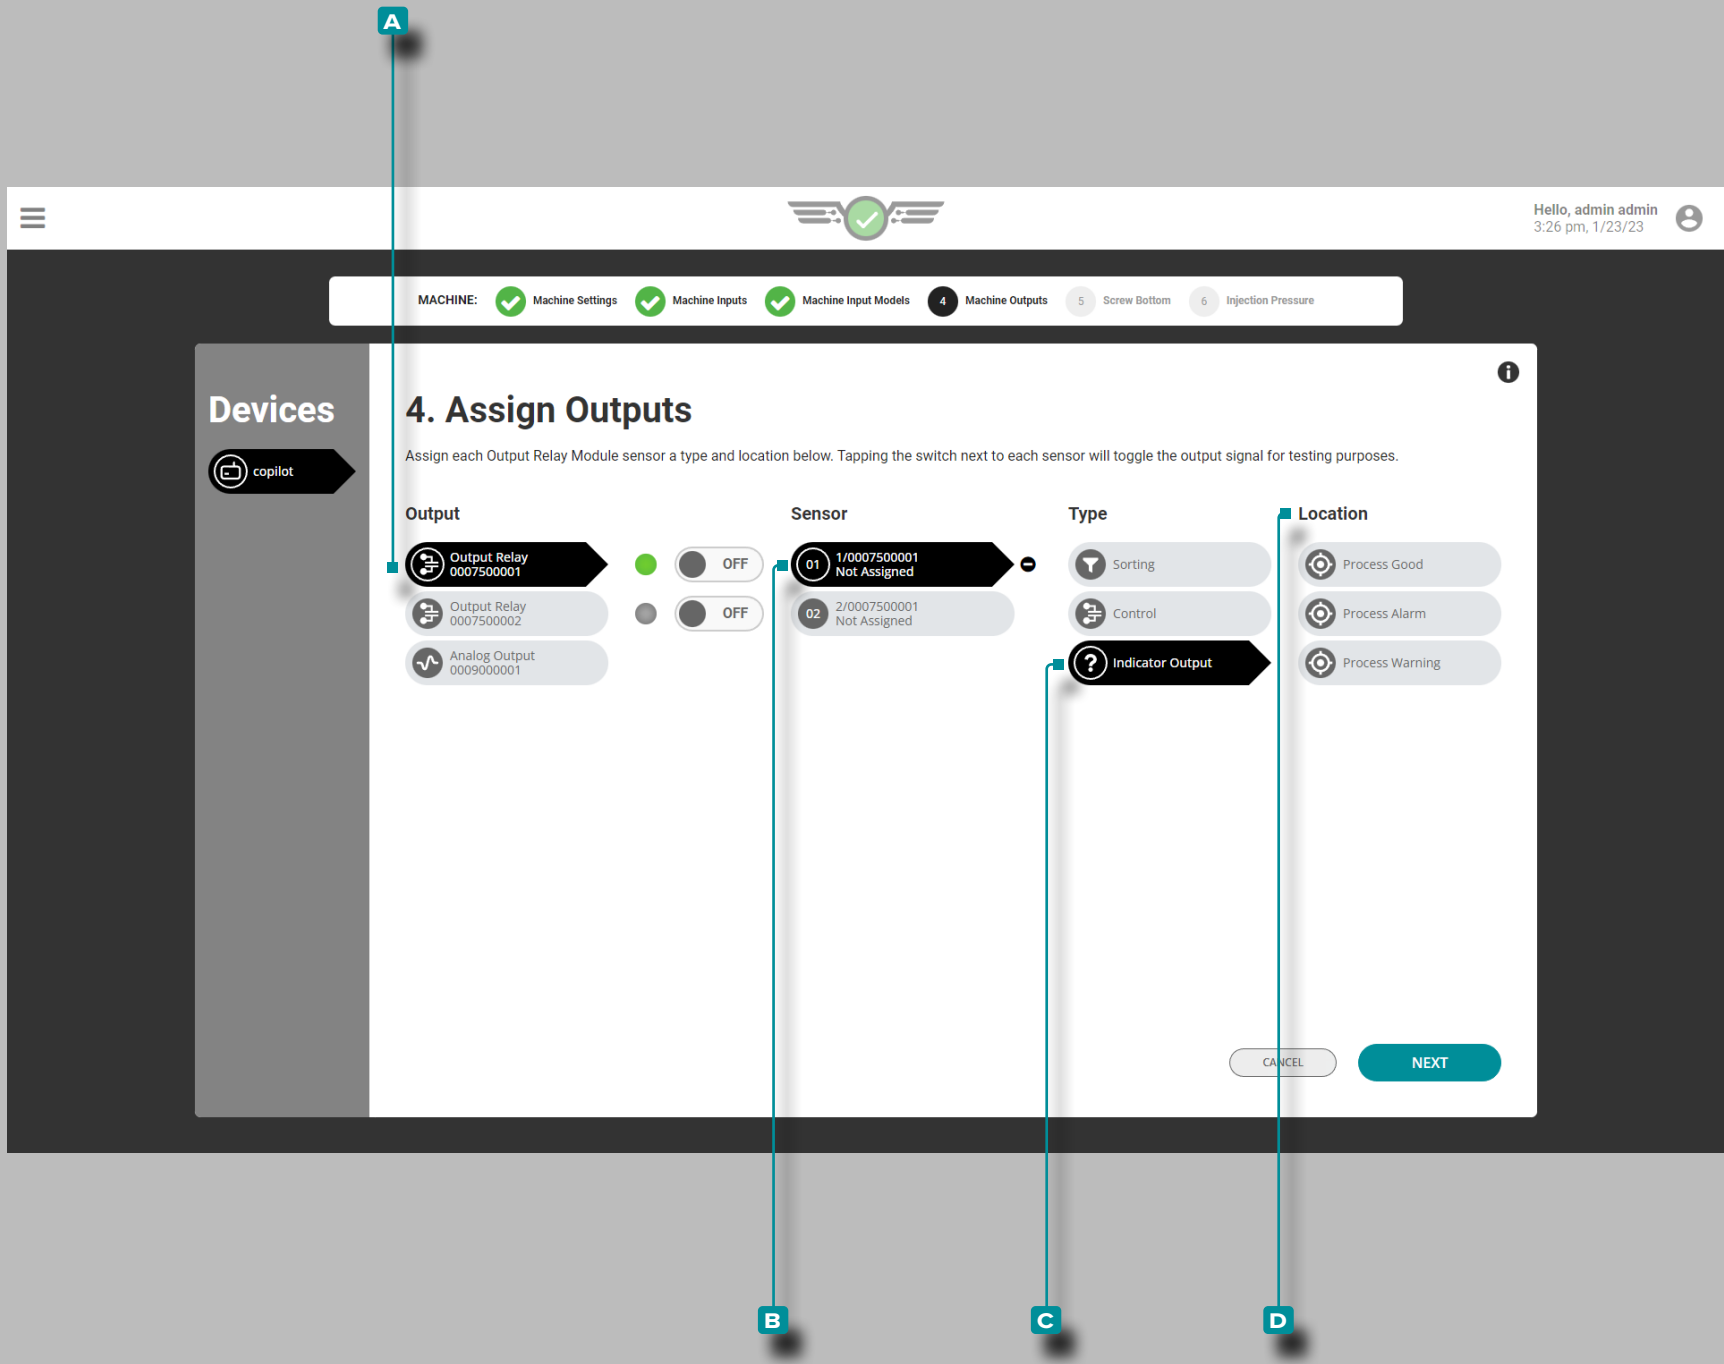 A
Hello, admin admin
3:26 pm, 1/23/23
MACHINE: Machine Settings Machine Inputs Machine Input Models 4 Machine Outputs 5 Screw Bottom 6 Injection Pressure
Devices
copilot
4. Assign Outputs
Assign each Output Relay Module sensor a type and location below. Tapping the switch next to each sensor will toggle the output signal for testing purposes.
Output
Output Relay
0007500001
Output Relay
0007500002
Analog Output
0009000001
OFF
OFF
Sensor
01 1/0007500001
Not Assigned
02 2/0007500001
Not Assigned
Type
Sorting
Control
? Indicator Output
Location
Process Good
Process Alarm
Process Warning
CANCEL
NEXT
B
C
D